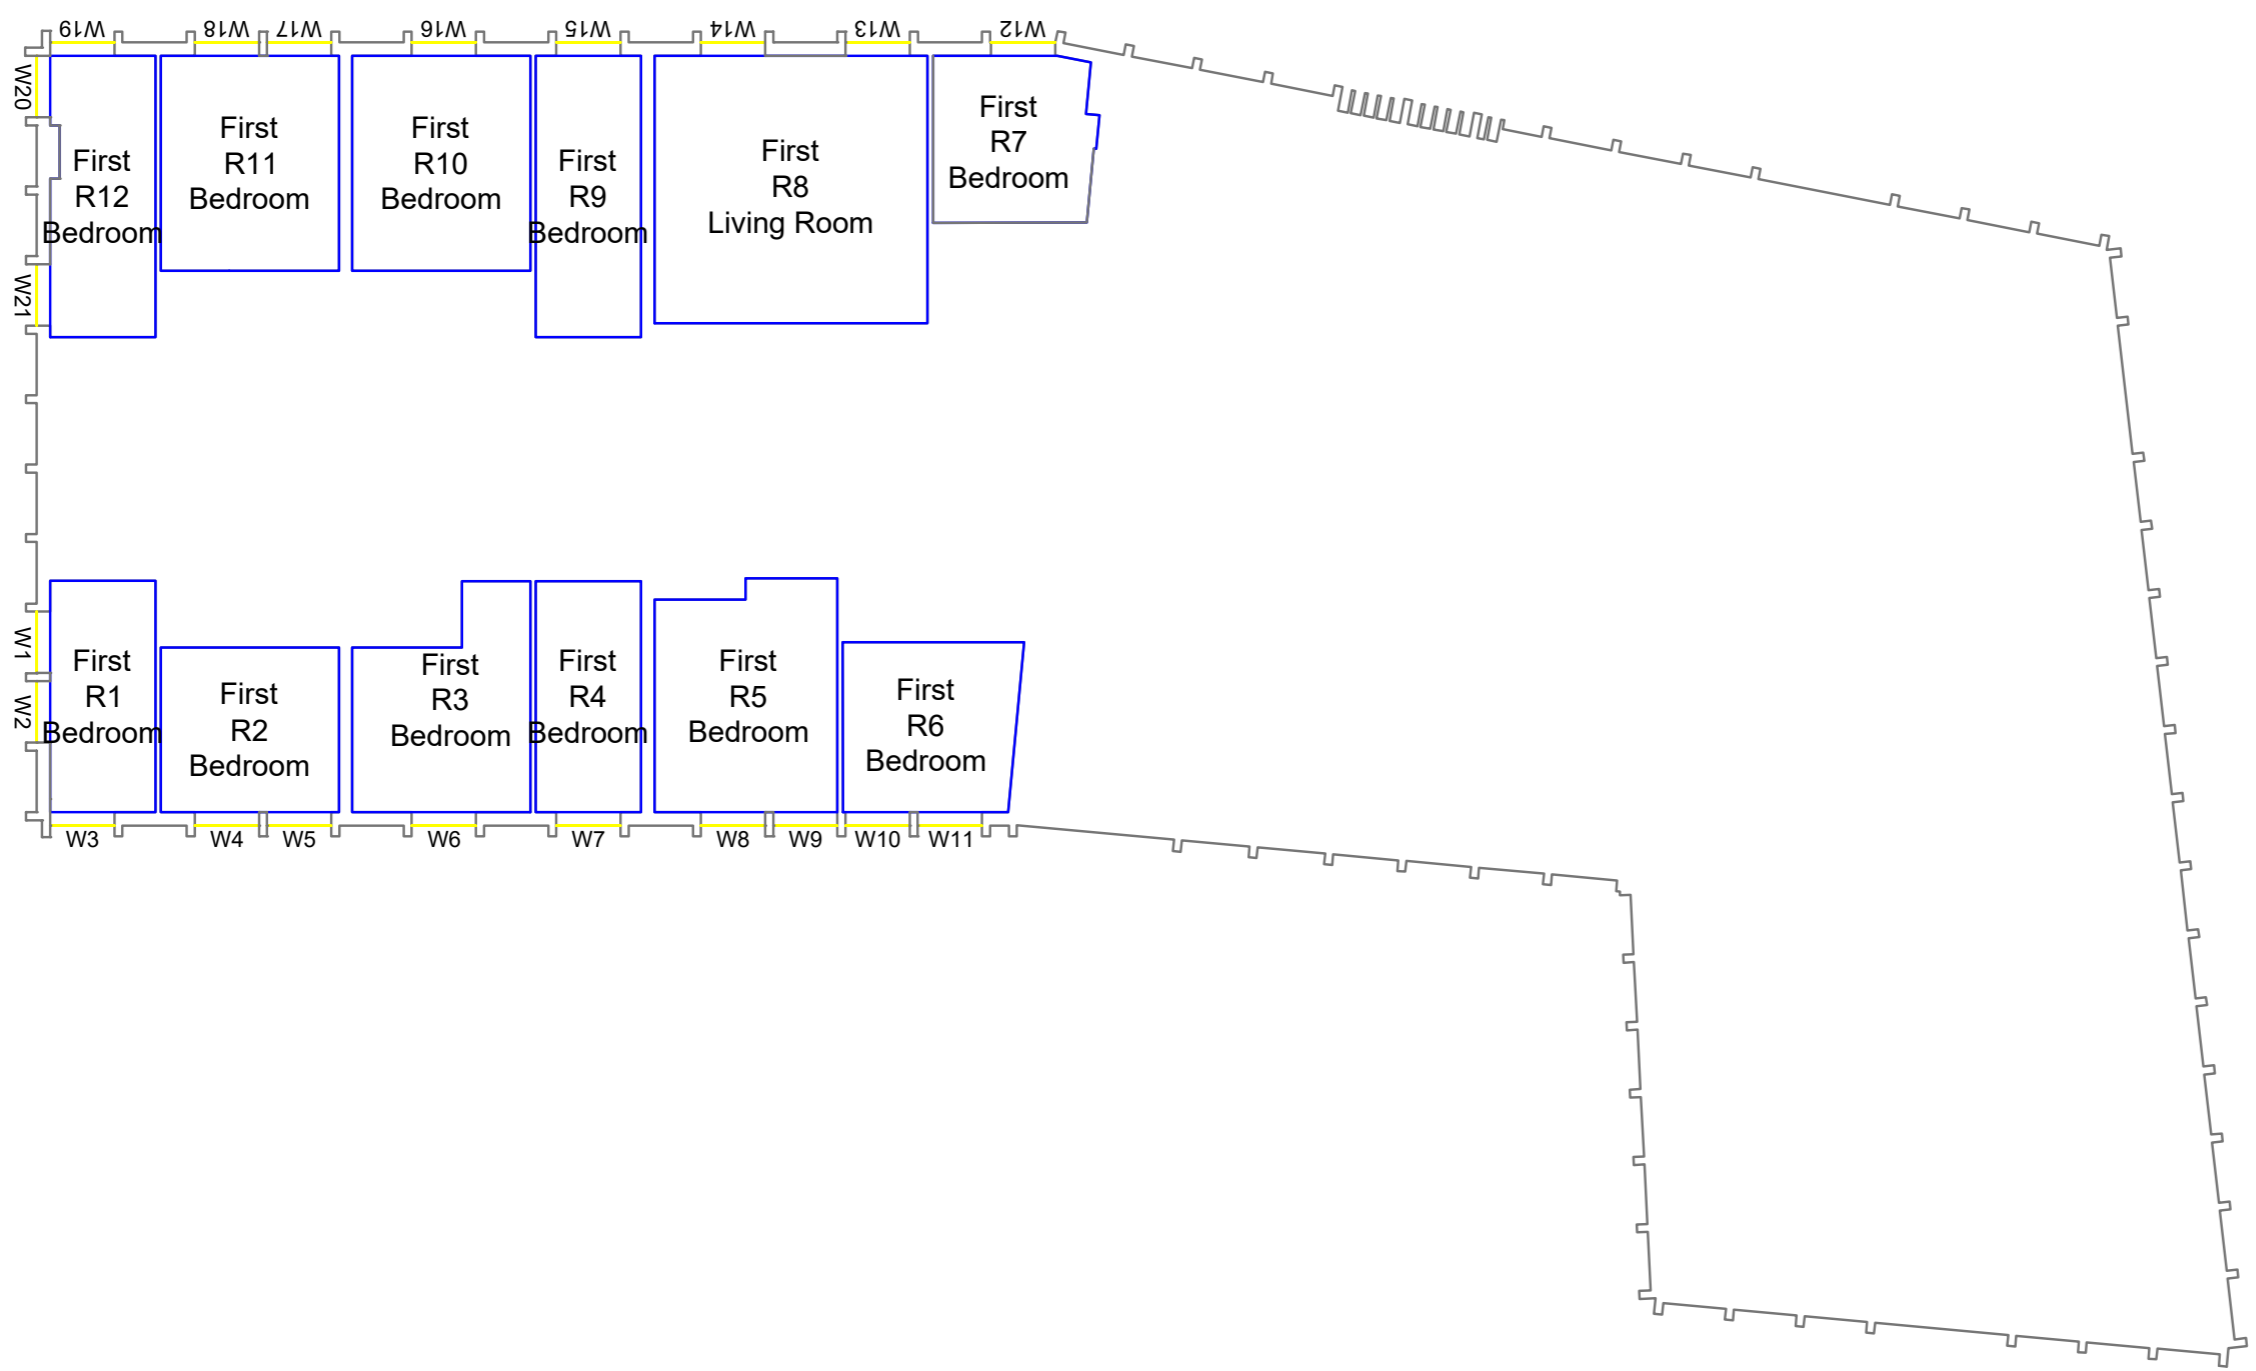 W19
W18
W17
W16
W15
W14
W13
W12
W20
W21
First
R12
Bedroom
First
R11
Bedroom
First
R10
Bedroom
First
R9
Bedroom
First
R8
Living Room
First
R7
Bedroom
W1
W2
First
R1
Bedroom
First
R2
Bedroom
First
R3
Bedroom
First
R4
Bedroom
First
R5
Bedroom
First
R6
Bedroom
W3
W4
W5
W6
W7
W8
W9
W10
W11